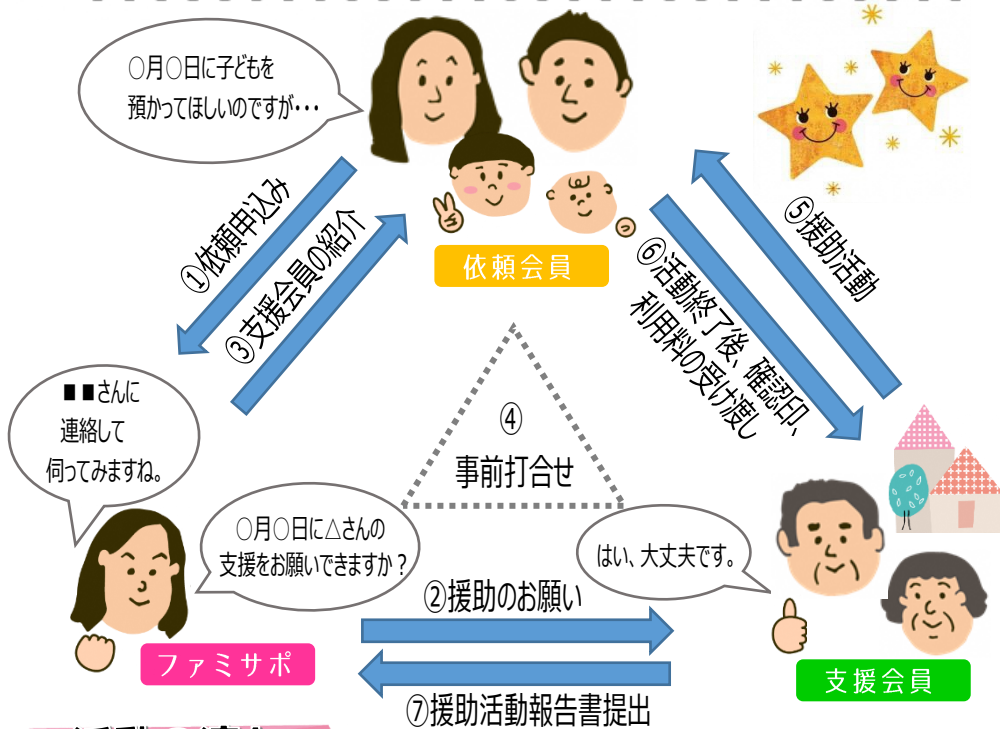 ○月○日に子どもを
預かってほしいのですが・・・
①依頼申込み
③支援会員の紹介
依頼会員
⑤援助活動
⑥活動終了後、確認印、
利用料の受け渡し
④
事前打合せ
■■さんに
連絡して
伺ってみますね。
○月○日に△さんの
支援をお願いできますか？
はい、大丈夫です。
②援助のお願い
ファミサポ
支援会員
⑦援助活動報告書提出